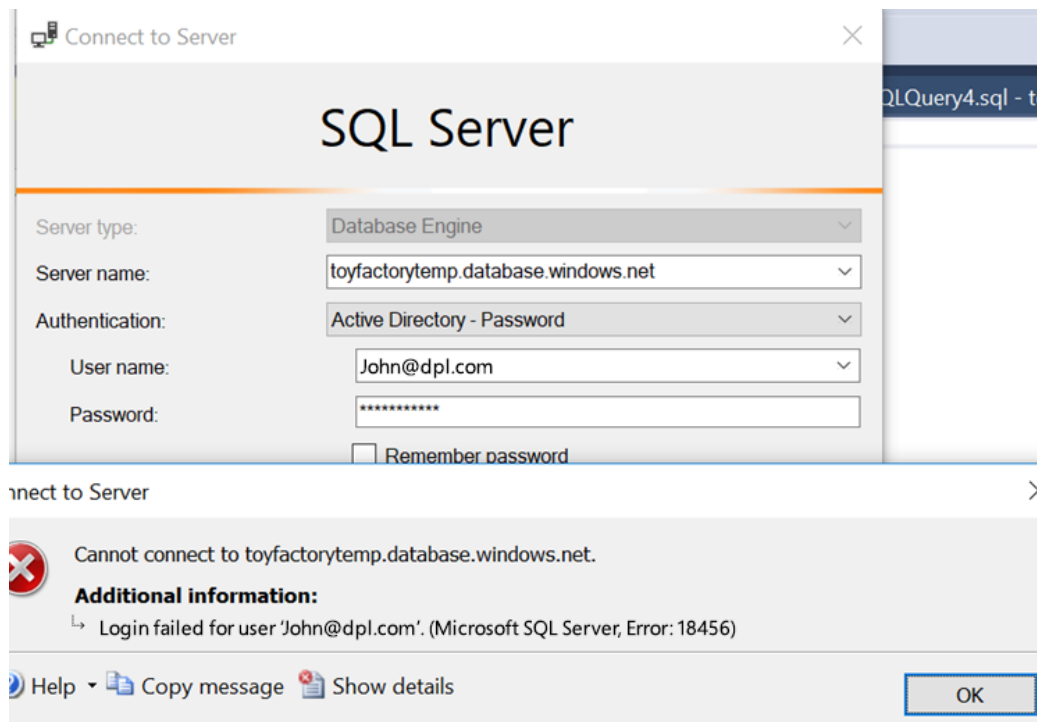 Connect to Server
QLQuery4.sql - t
SQL Server
Server type: Database Engine
Server name: toyfactorytemp.database.windows.net
Authentication: Active Directory - Password
User name: John@dpl.com
Password: ***********
Remember password
nnect to Server
Cannot connect to toyfactorytemp.database.windows.net.
Additional information:
Login failed for user ‘John@dpl.com’. (Microsoft SQL Server, Error: 18456)
Help Copy message Show details OK